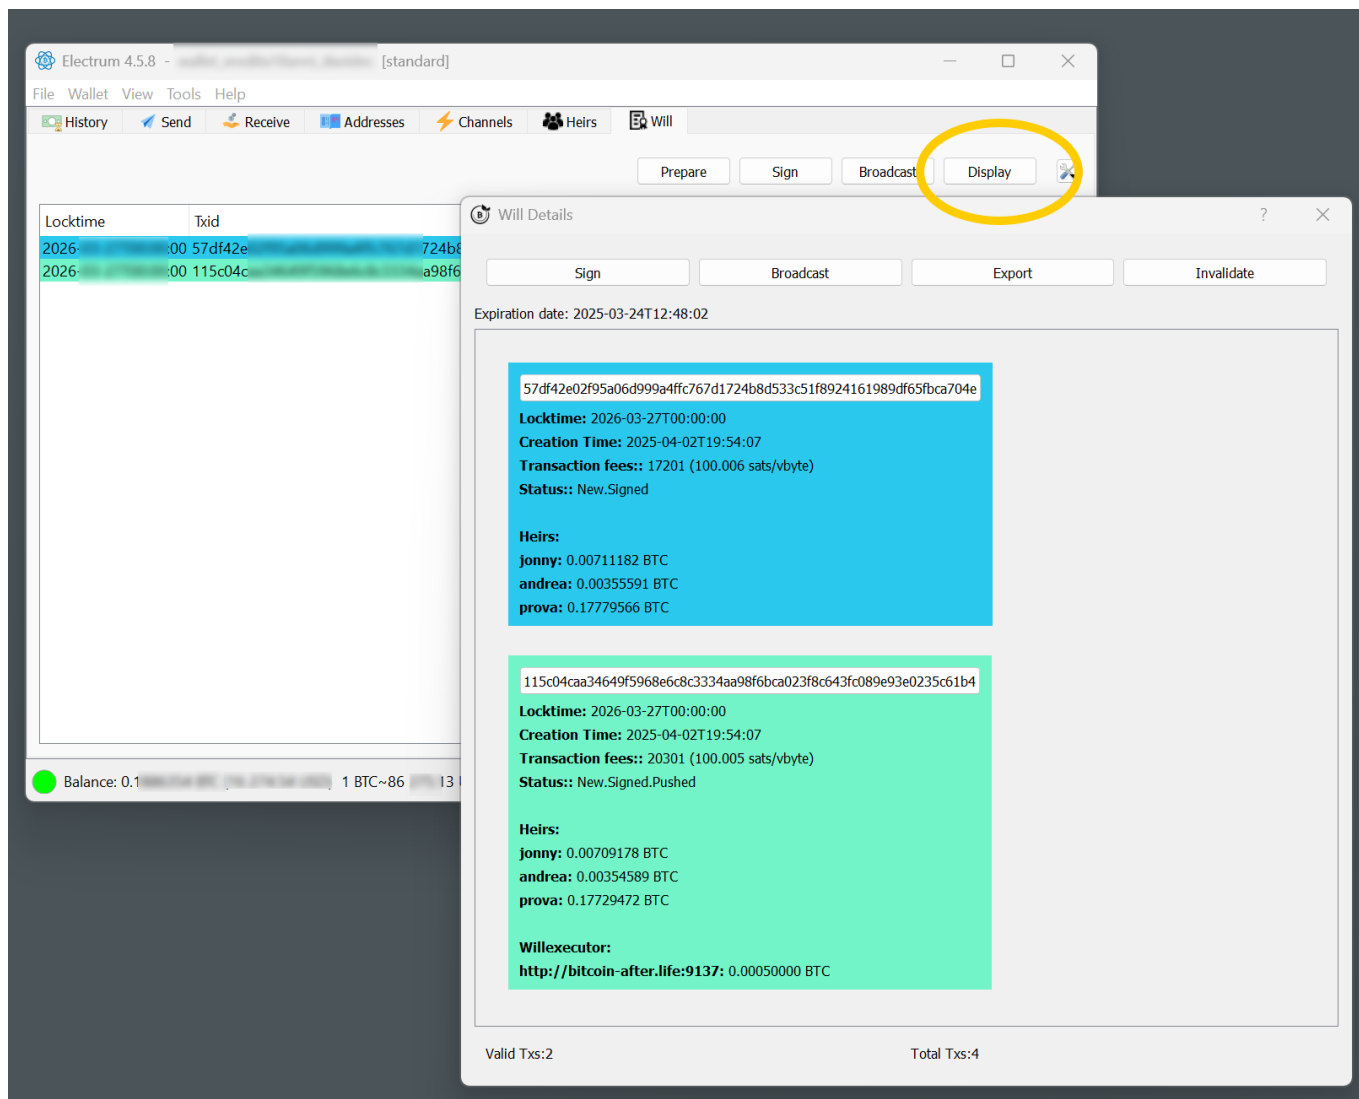 Electrum 4.5.8 - [standard]
File Wallet View Tools Help
History Send Receive Addresses Channels Heirs Will
Prepare Sign Broadcast Display
Locktime Txid
2026- :00 57df42e 724b8
2026- :00 115c04c a98f6
Balance: 0.1 1 BTC~86 13
Will Details ?
Sign Broadcast Export Invalidate
Expiration date: 2025-03-24T12:48:02
57df42e02f95a06d999a4ffc767d1724b8d533c51f8924161989df65fbca704e
Locktime: 2026-03-27T00:00:00
Creation Time: 2025-04-02T19:54:07
Transaction fees:: 17201 (100.006 sats/vbyte)
Status:: New.Signed
Heirs:
jonny: 0.00711182 BTC
andrea: 0.00355591 BTC
prova: 0.17779566 BTC
115c04caa34649f5968e6c8c3334aa98f6bca023f8c643fc089e93e0235c61b4
Locktime: 2026-03-27T00:00:00
Creation Time: 2025-04-02T19:54:07
Transaction fees:: 20301 (100.005 sats/vbyte)
Status:: New.Signed.Pushed
Heirs:
jonny: 0.00709178 BTC
andrea: 0.00354589 BTC
prova: 0.17729472 BTC
Willexecutor:
http://bitcoin-after.life:9137: 0.00050000 BTC
Valid Txs:2 Total Txs:4